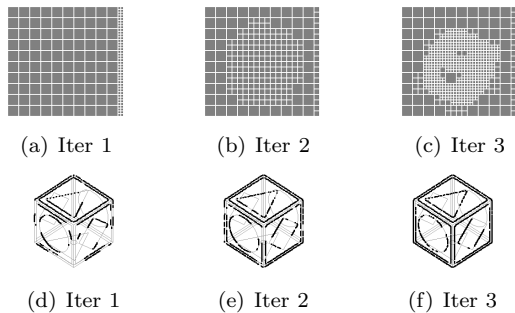 (a) Iter 1
(b) Iter 2
(c) Iter 3
(d) Iter 1
(e) Iter 2
(f) Iter 3